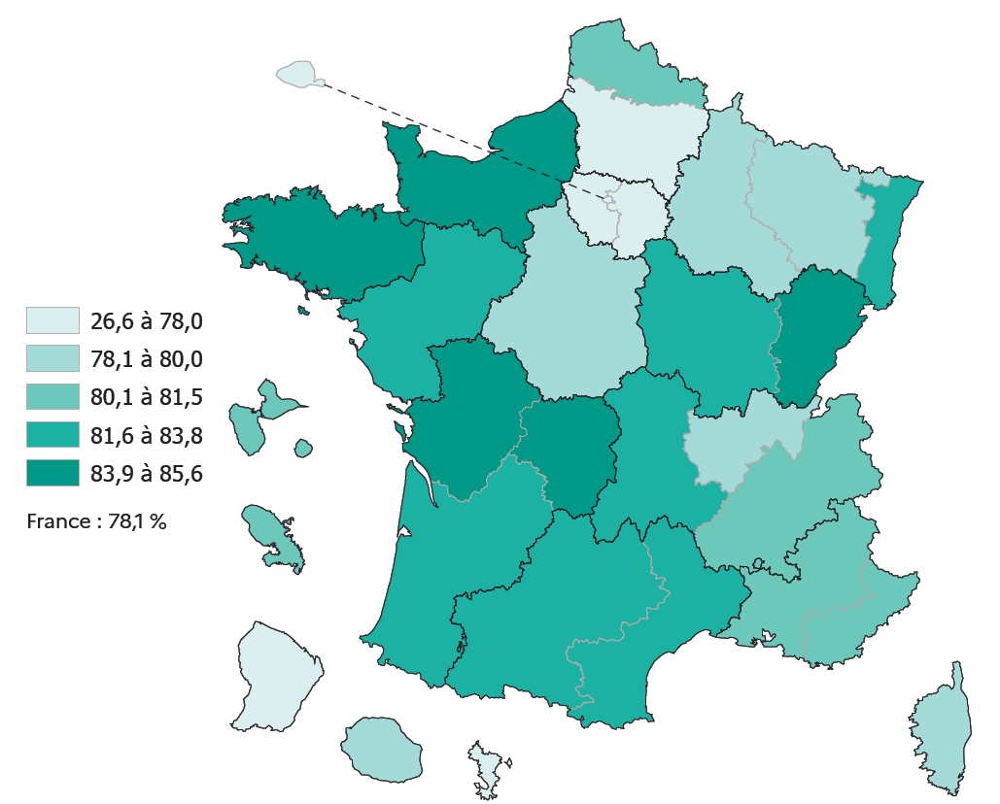 26,6 à 78,0
78,1 à 80,0
80,1 à 81,5
81,6 à 83,8
83,9 à 85,6
France : 78,1 %